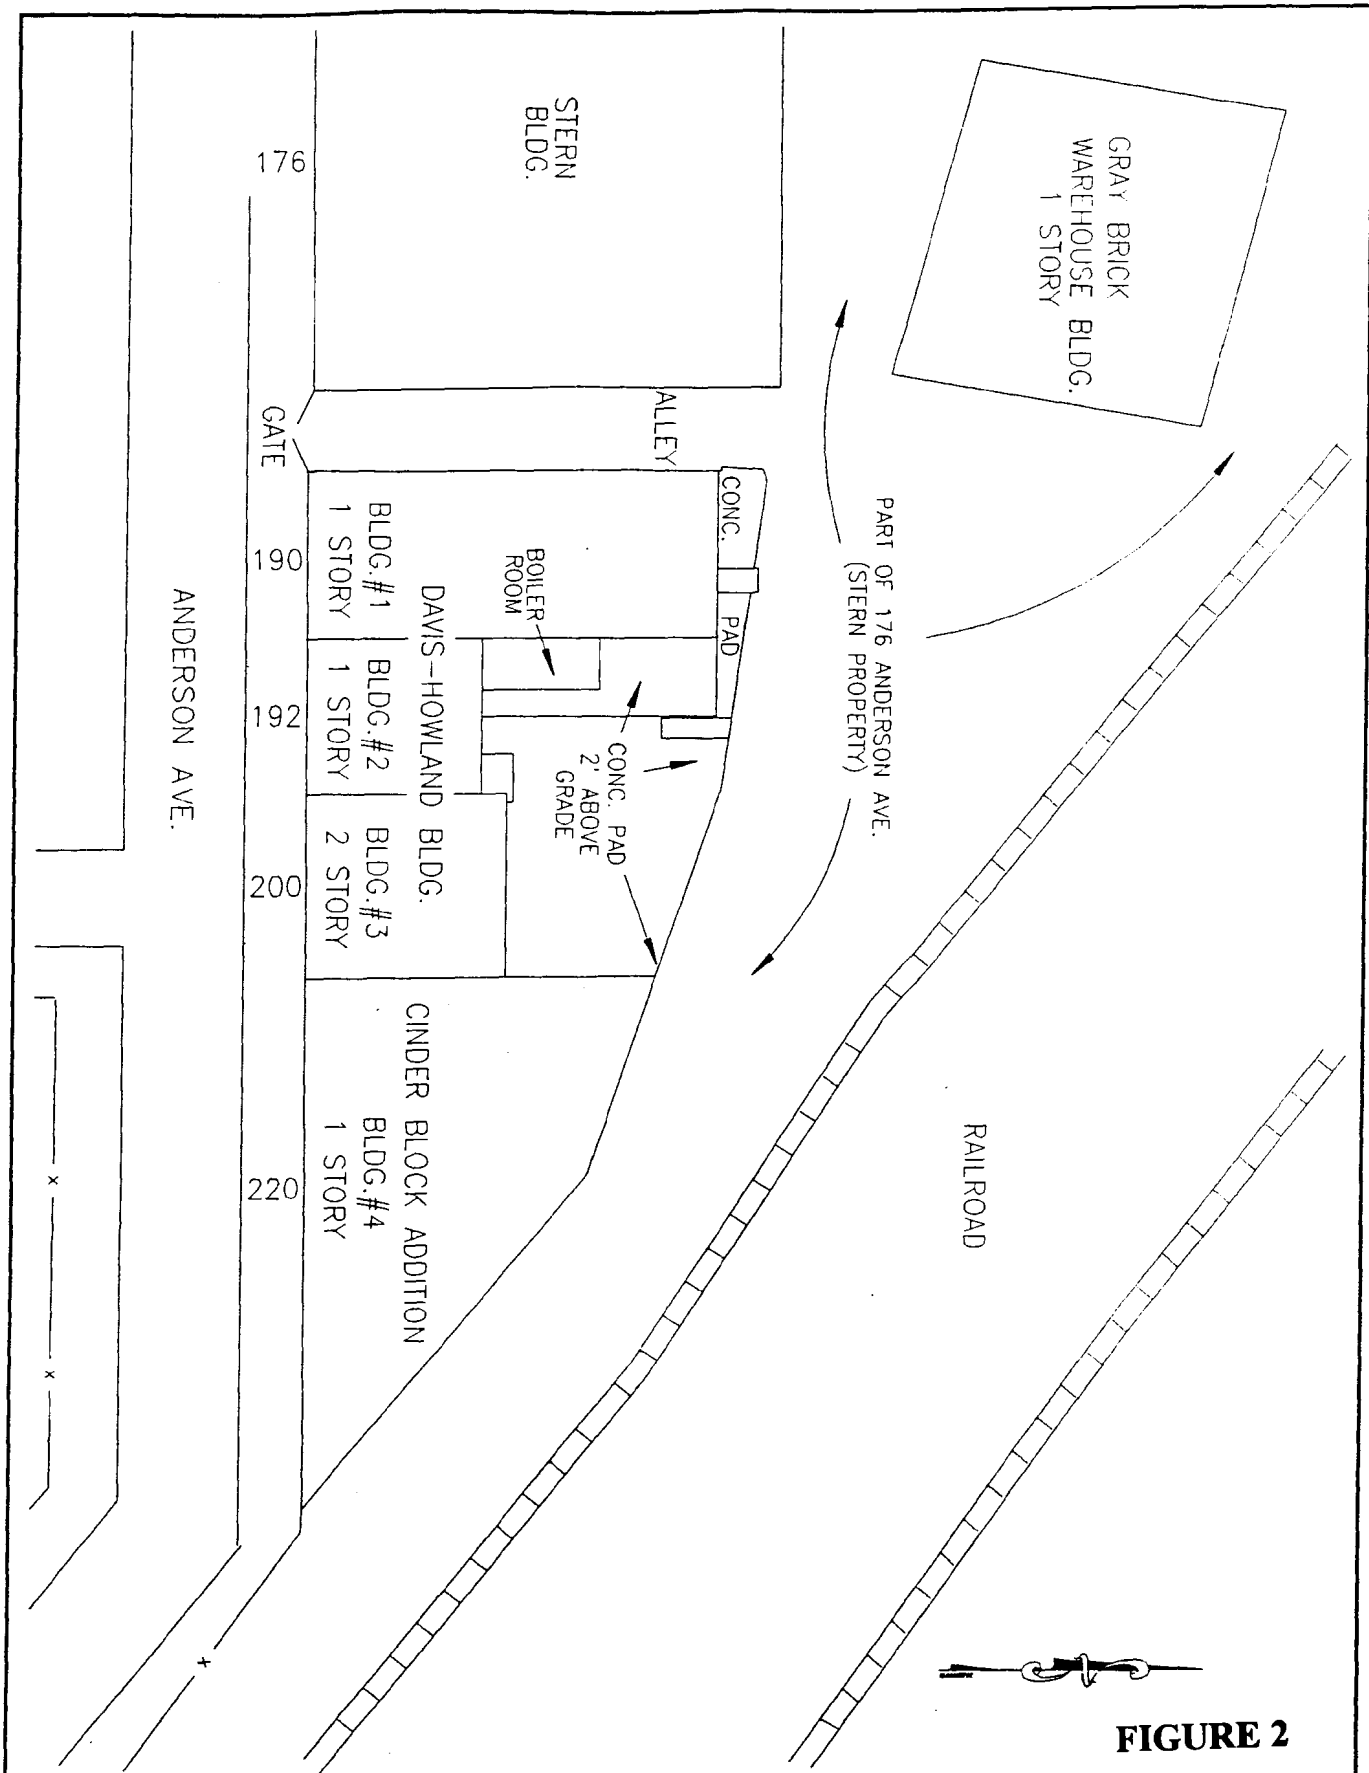 STERN
BLDG.
GRAY BRICK
WAREHOUSE BLDG.
1 STORY
176
GATE
ALLEY
CONC.
PAD
PART OF 176 ANDERSON AVE.
(STERN PROPERTY)
BLDG.#1
1 STORY
190
BOILER
ROOM
DAVIS-HOWLAND BLDG.
BLDG.#2
1 STORY
192
CONC. PAD
2' ABOVE
GRADE
BLDG.#3
2 STORY
200
ANDERSON AVE.
CINDER BLOCK ADDITION
BLDG.#4
1 STORY
220
RAILROAD
FIGURE 2